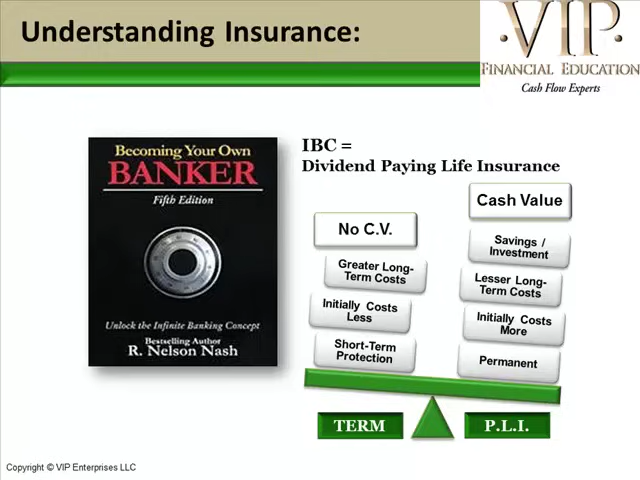 Understanding Insurance:
·VIP·
FINANCIAL EDUCATION
Cash Flow Experts
Becoming Your Own
BANKER
Fifth Edition
Unlock the Infinite Banking Concept
Bestselling Author
R. Nelson Nash
IBC =
Dividend Paying Life Insurance
No C.V.
Greater Long-
Term Costs
Initially Costs
Less
Short-Term
Protection
TERM
Cash Value
Savings /
Investment
Lesser Long-
Term Costs
Initially Costs
More
Permanent
P.L.I.
Copyright © VIP Enterprises LLC